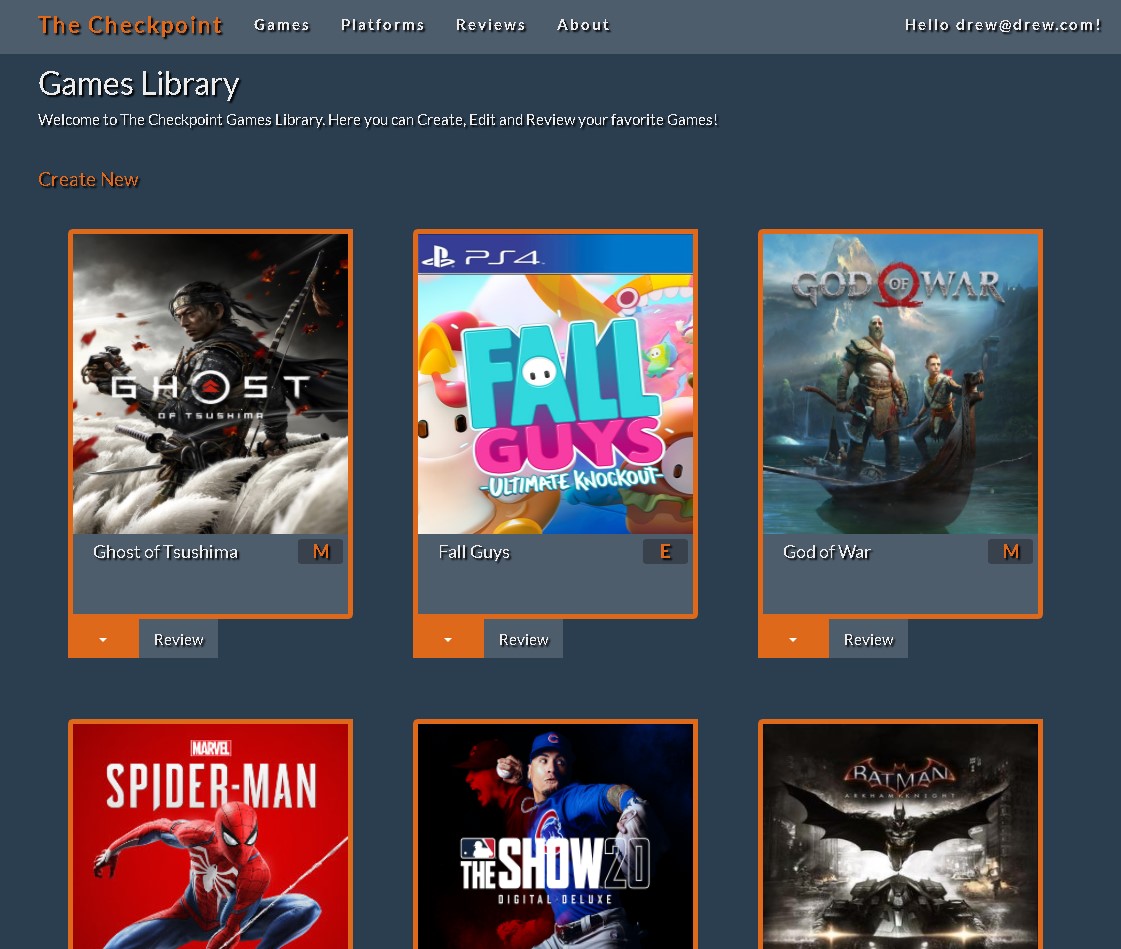 The Checkpoint Games Platforms Reviews About Hello drew@drew.com!
Games Library
Welcome to The Checkpoint Games Library. Here you can Create, Edit and Review your favorite Games!
Create New
GHOST
OF TSUSHIMA
Ghost of Tsushima M
Review
PS4
FALL
GUYS
-ULTIMATE KNOCKOUT-
Fall Guys E
Review
GOD OF WAR
God of War M
Review
MARVEL
SPIDER-MAN
C
THE SHOW 20
DIGITAL DELUXE
BATMAN
ARKHAM KNIGHT